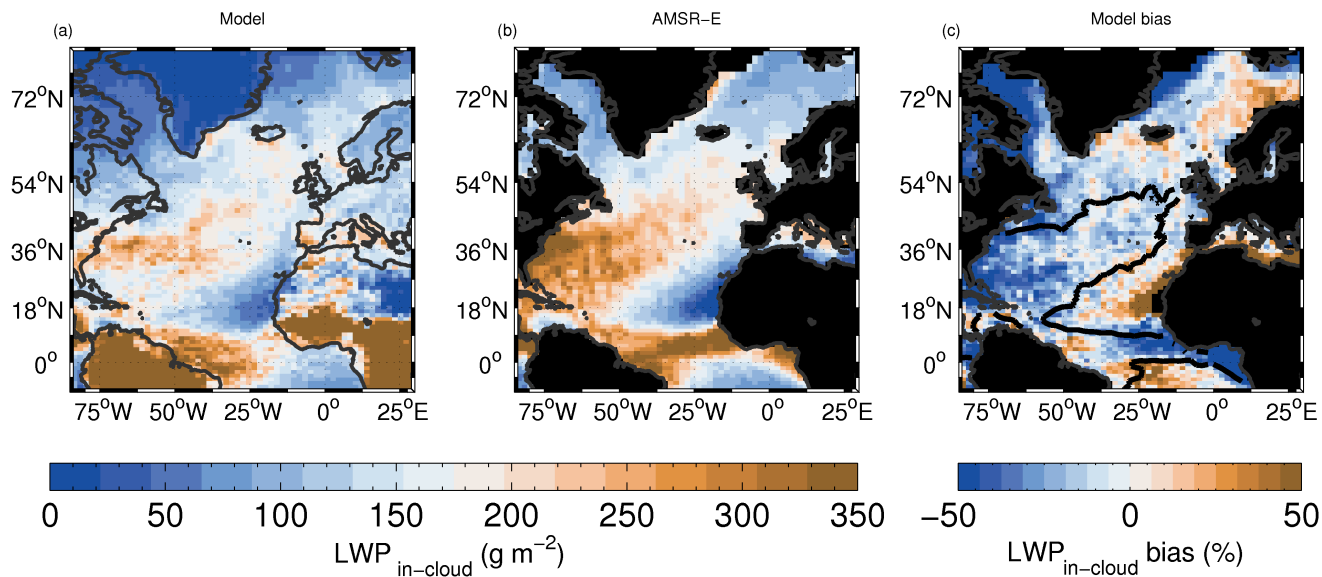 Model
AMSR−E
Model bias
(a)
(b)
(c)
72°N
54°N
36°N
18°N
0°
75°W 50°W 25°W 0° 25°E
72°N
54°N
36°N
18°N
0°
75°W 50°W 25°W 0° 25°E
72°N
54°N
36°N
18°N
0°
75°W 50°W 25°W 0° 25°E
0 50 100 150 200 250 300 350
LWP in−cloud (g m−2)
−50 0 50
LWP in−cloud bias (%)